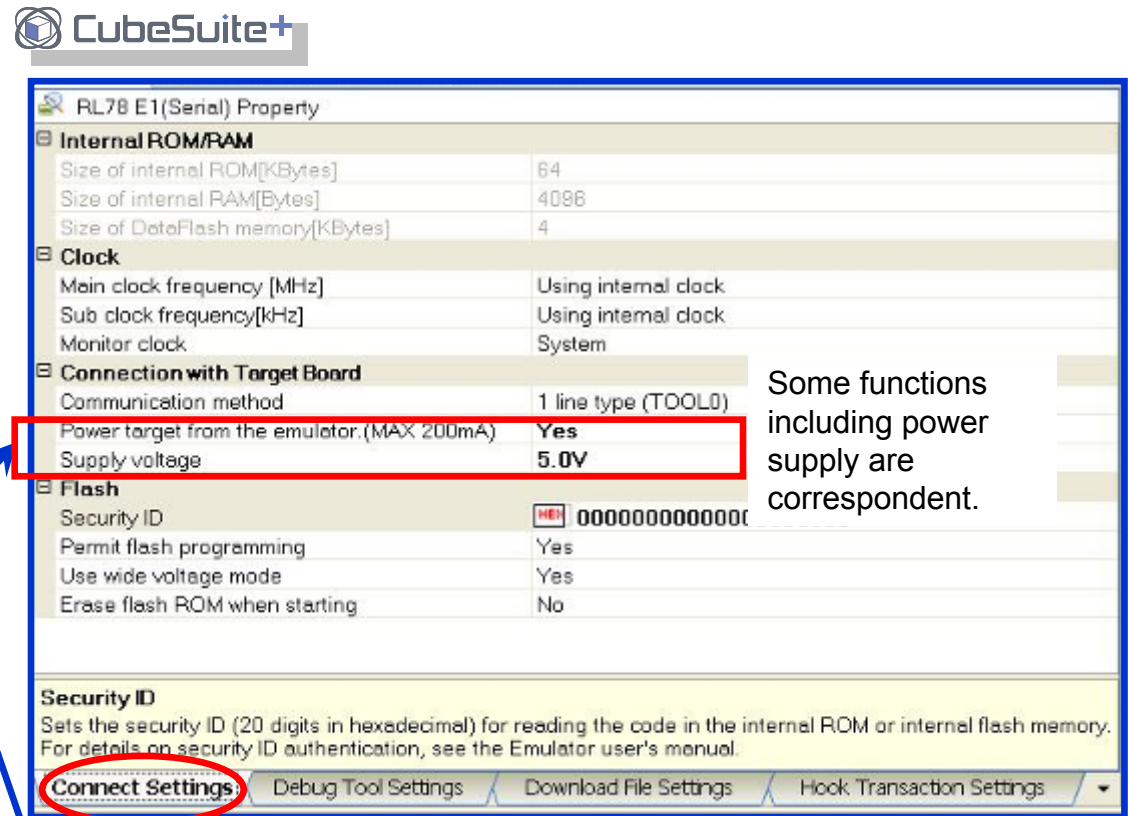 CubeSuite+
RL78 E1(Serial) Property
Internal ROM/RAM
Size of internal ROM[KBytes] 64
Size of internal RAM[Bytes] 4096
Size of DataFlash memory[KBytes] 4
Clock
Main clock frequency [MHz] Using internal clock
Sub clock frequency[kHz] Using internal clock
Monitor clock System
Connection with Target Board
Communication method 1 line type (TOOL0)
Power target from the emulator.(MAX 200mA) Yes
Supply voltage 5.0V
Some functions
including power
supply are
correspondent.
Flash
Security ID HEX
Permit flash programming Yes
Use wide voltage mode Yes
Erase flash ROM when starting No
Security ID
Sets the security ID (20 digits in hexadecimal) for reading the code in the internal ROM or internal flash memory.
For details on security ID authentication, see the Emulator user's manual.
Connect Settings Debug Tool Settings Download File Settings Hook Transaction Settings